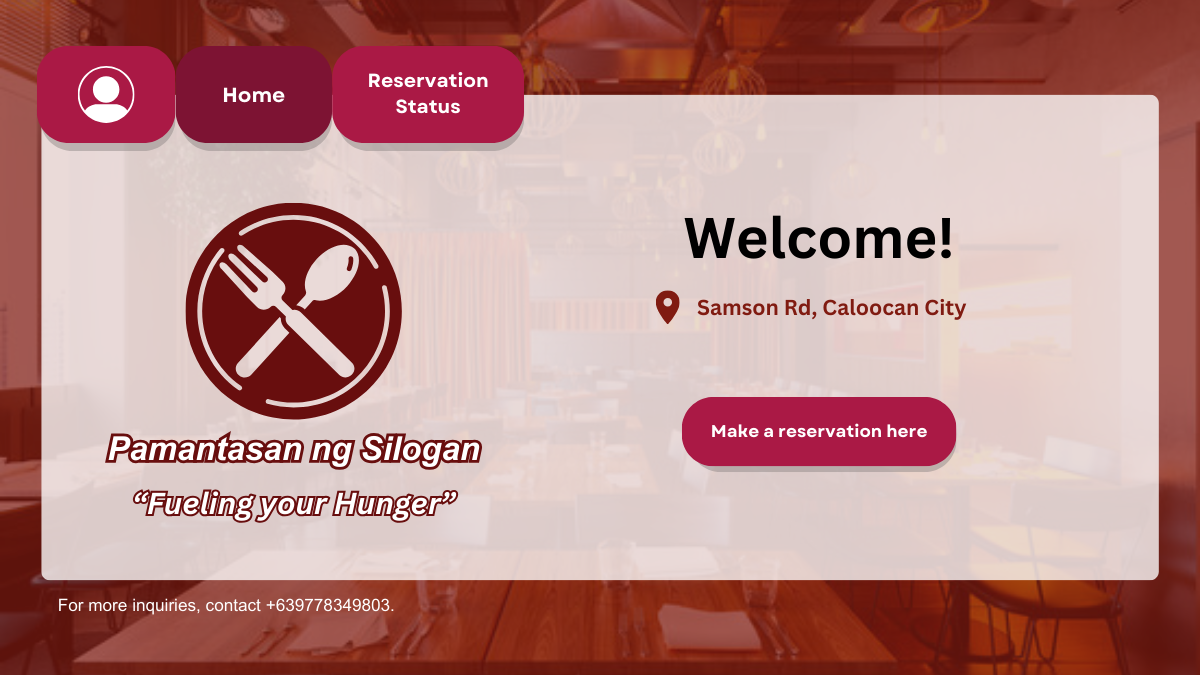 Home
Reservation
Status
Welcome!
Samson Rd, Caloocan City
Make a reservation here
Pamantasan ng Silogan
“Fueling your Hunger”
For more inquiries, contact +639778349803.